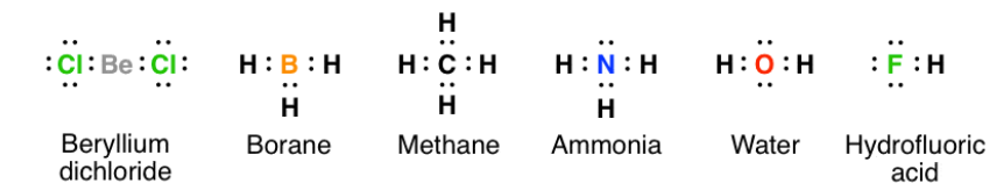 H
:Cl:Be:Cl: H:B:H H:C:H H:N:H H:O:H :F:H
H H H
Beryllium dichloride
Borane
Methane
Ammonia
Water
Hydrofluoric acid